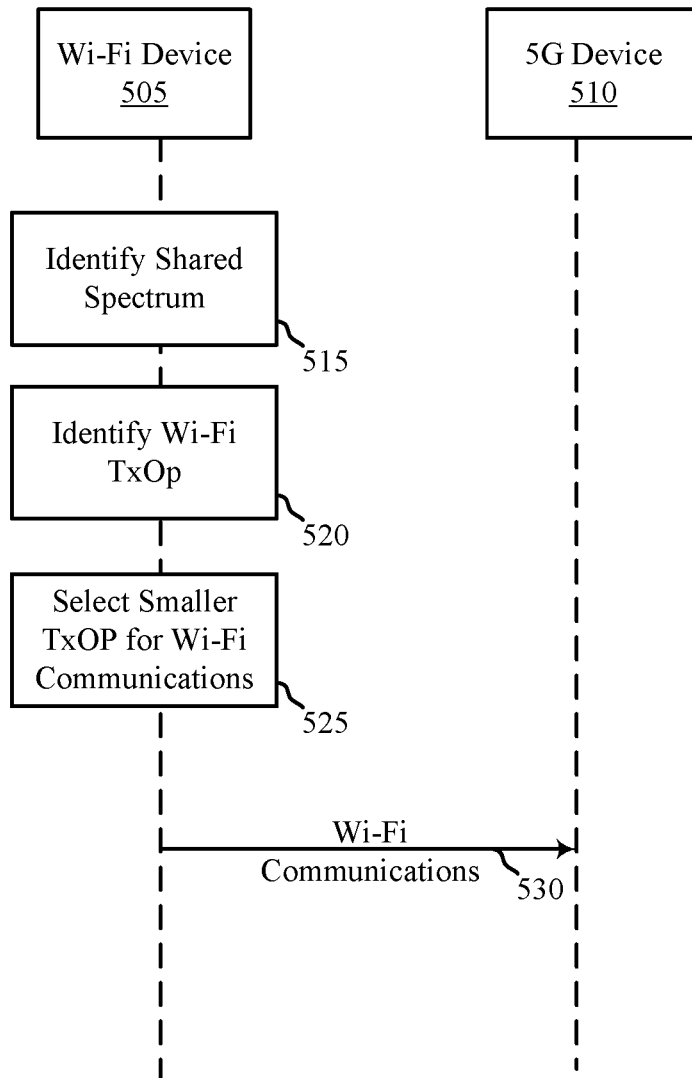 Wi-Fi Device
505
5G Device
510
Identify Shared
Spectrum
515
Identify Wi-Fi
TxOp
520
Select Smaller
TxOP for Wi-Fi
Communications
525
Wi-Fi
Communications
530